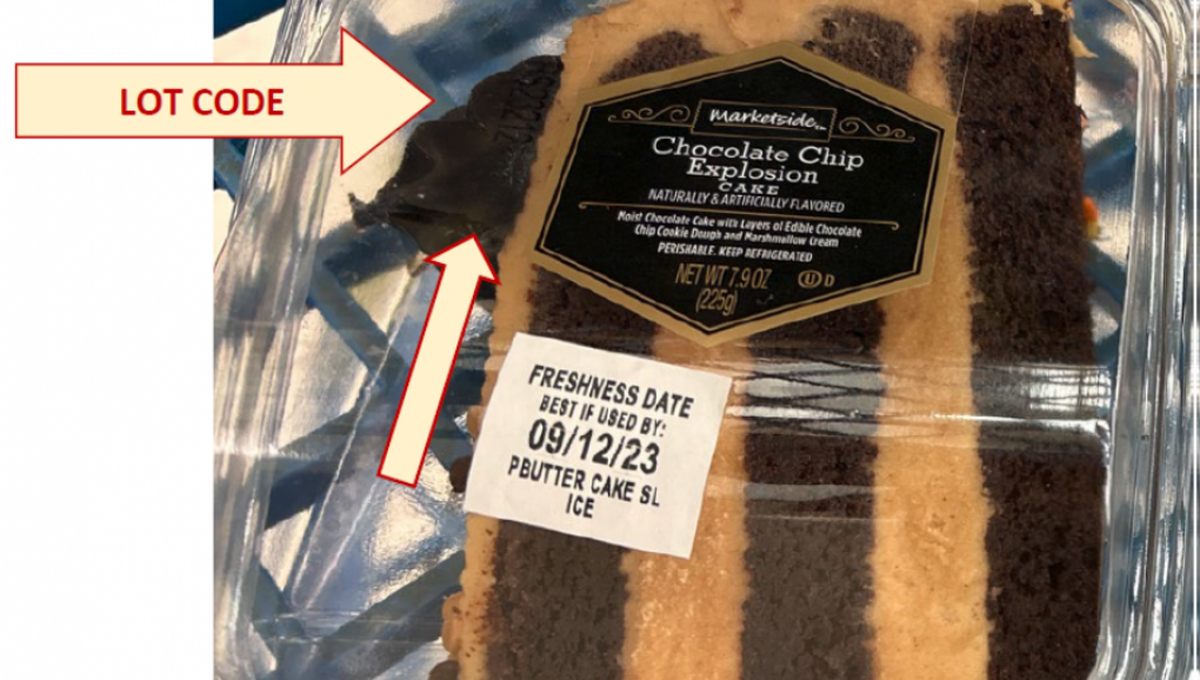 LOT CODE
Marketside
Chocolate Chip
Explosion
CAKE
NATURALLY & ARTIFICIALLY FLAVORED
Moist Chocolate Cake with Layers of Edible Chocolate
Chip Cookie Dough and Marshmallow Cream
PERISHABLE. KEEP REFRIGERATED
NET WT 7.9 OZ
(225g)
U D
FRESHNESS DATE
BEST IF USED BY:
09/12/23
PBUTTER CAKE SL
ICE